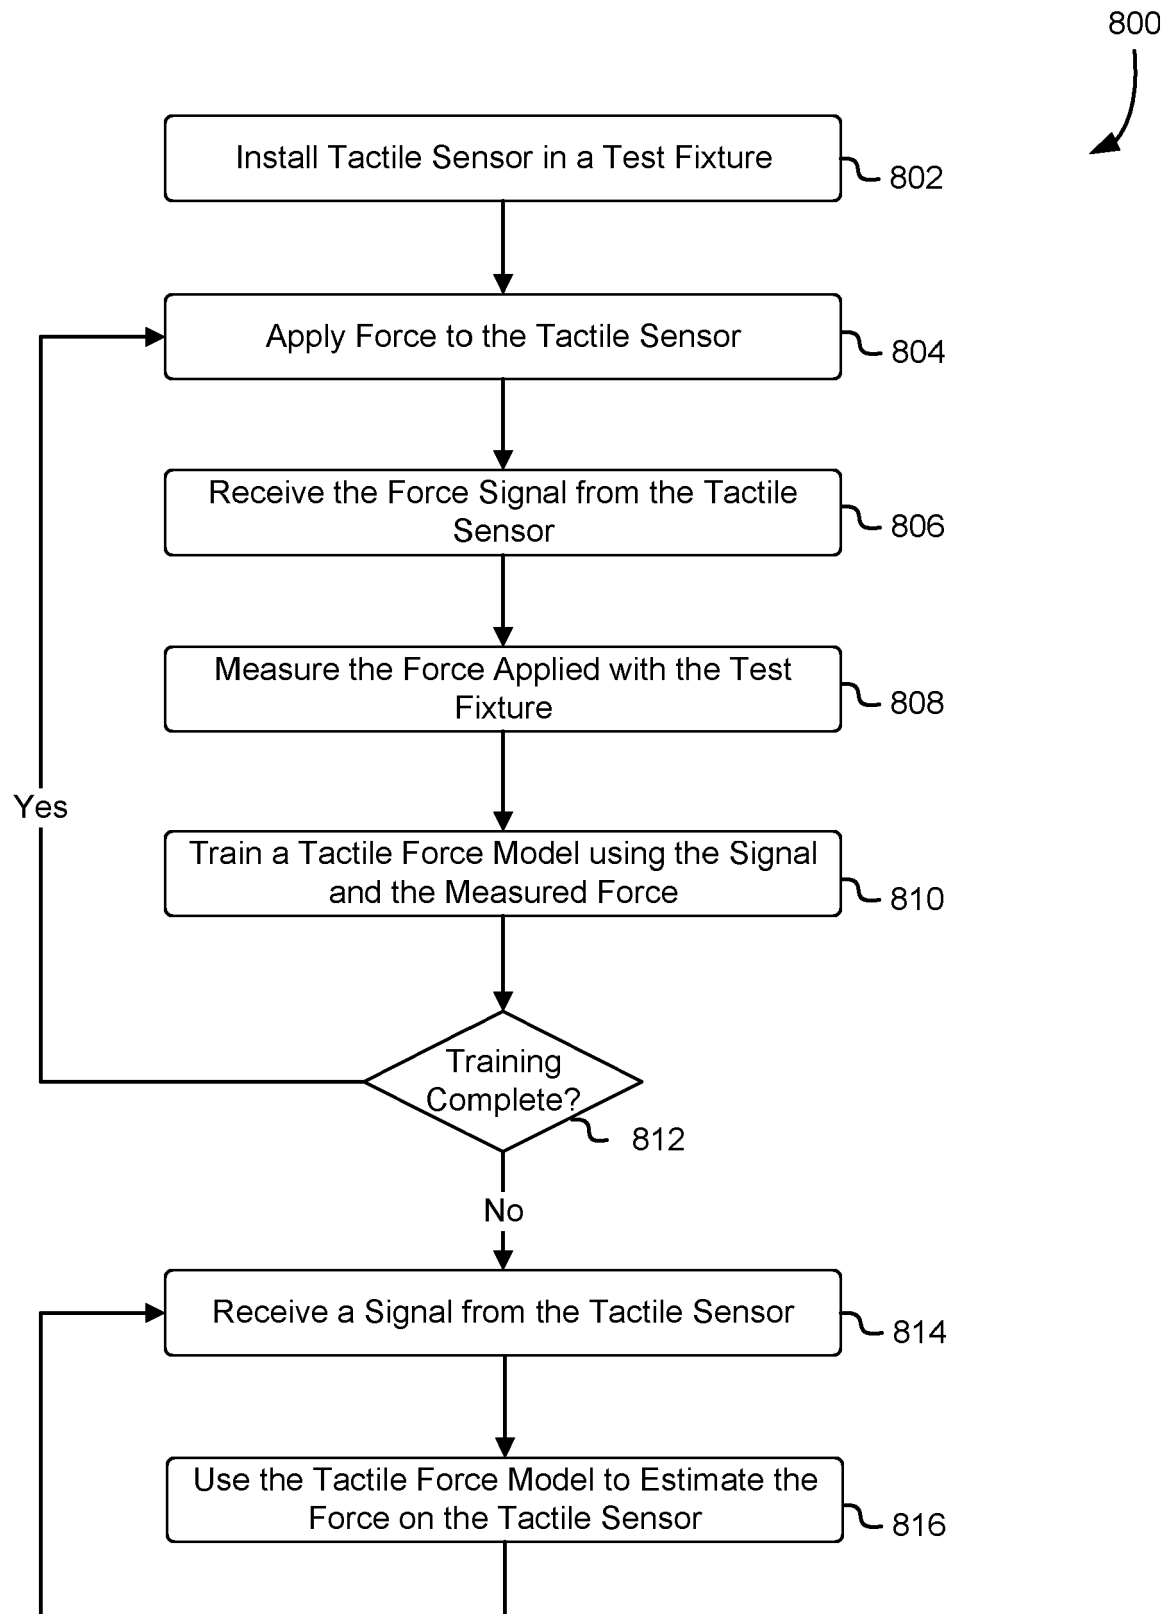 800
Install Tactile Sensor in a Test Fixture
802
Apply Force to the Tactile Sensor
804
Receive the Force Signal from the Tactile
Sensor
806
Measure the Force Applied with the Test
Fixture
808
Yes
Train a Tactile Force Model using the Signal
and the Measured Force
810
Training
Complete?
812
No
Receive a Signal from the Tactile Sensor
814
Use the Tactile Force Model to Estimate the
Force on the Tactile Sensor
816